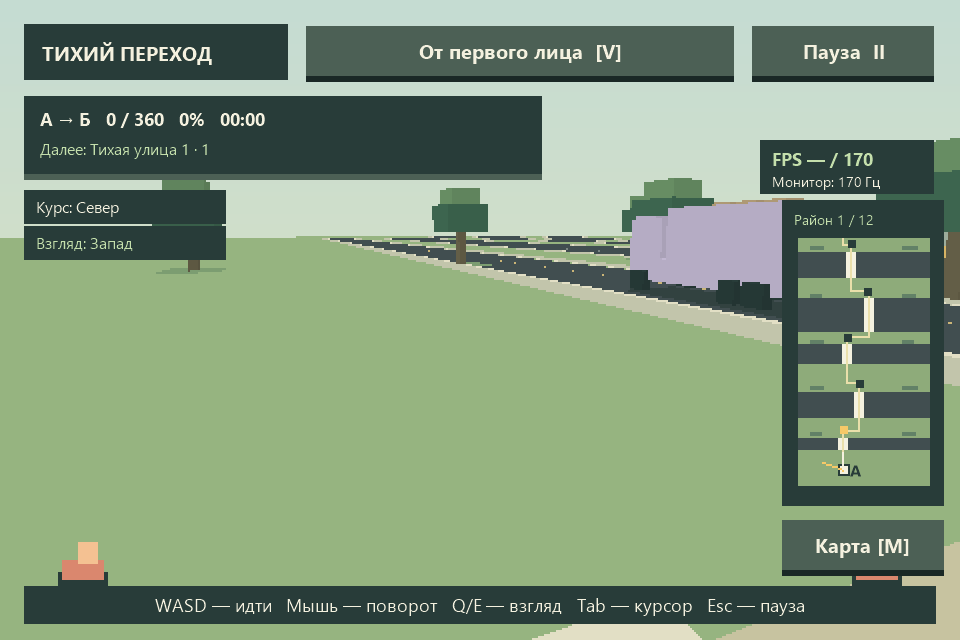 ТИХИЙ ПЕРЕХОД
От первого лица [V]
Пауза II
А → Б 0 / 360 0% 00:00
Далее: Тихая улица 1 · 1
FPS — / 170
Монитор: 170 Гц
Курс: Север
Взгляд: Запад
Район 1 / 12
А
Карта [M]
WASD — идти Мышь — поворот Q/E — взгляд Tab — курсор Esc — пауза